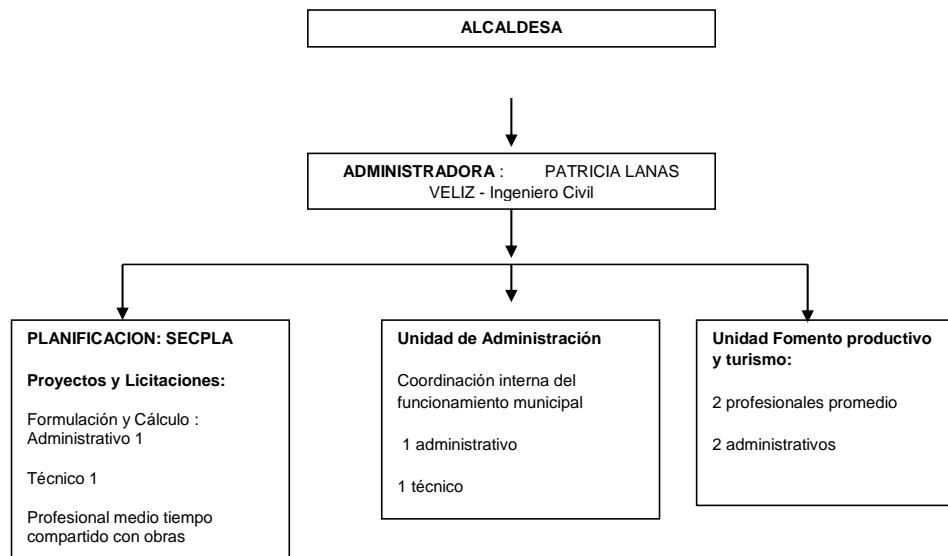 ALCALDESA
ADMINISTRADORA : PATRICIA LANAS
VELIZ - Ingeniero Civil
PLANIFICACION: SECPLA
Proyectos y Licitaciones:
Formulación y Cálculo :
Administrativo 1
Técnico 1
Profesional medio tiempo
compartido con obras
Unidad de Administración
Coordinación interna del
funcionamiento municipal
1 administrativo
1 técnico
Unidad Fomento productivo
y turismo:
2 profesionales promedio
2 administrativos